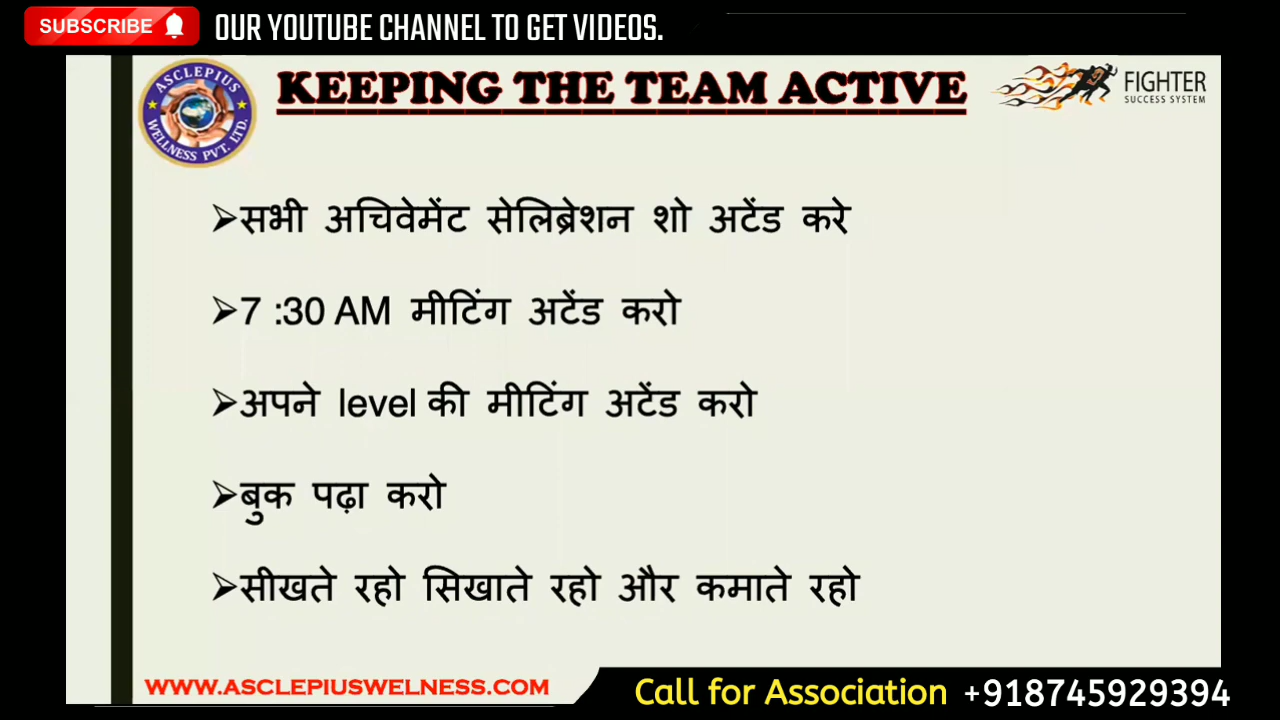 SUBSCRIBE OUR YOUTUBE CHANNEL TO GET VIDEOS.
ASCLEPIUS WELLNESS PVT. LTD.
KEEPING THE TEAM ACTIVE
FIGHTER
SUCCESS SYSTEM
➢सभी अचिवेमेंट सेलिब्रेशन शो अटेंड करे
➢7 :30 AM मीटिंग अटेंड करो
➢अपने level की मीटिंग अटेंड करो
➢बुक पढ़ा करो
➢सीखते रहो सिखाते रहो और कमाते रहो
WWW.ASCLEPIUSWELNESS.COM
Call for Association +918745929394